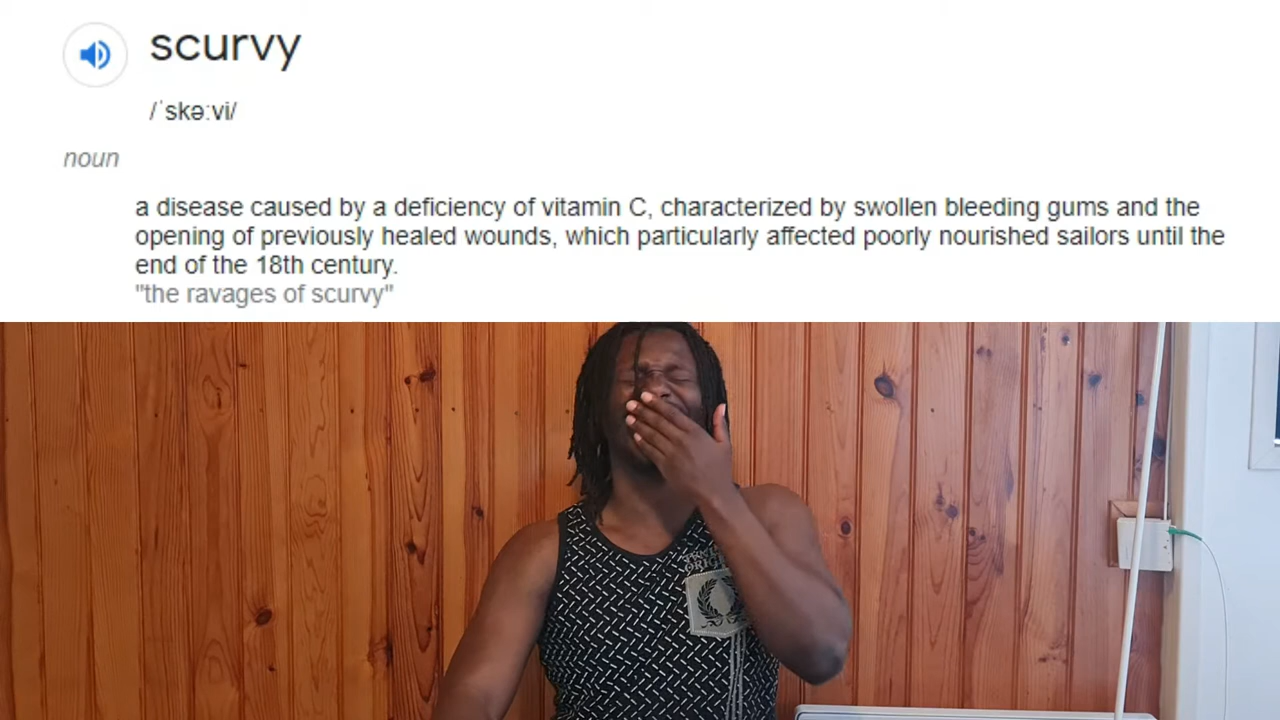 scurvy
/ˈskəːvi/
noun
a disease caused by a deficiency of vitamin C, characterized by swollen bleeding gums and the
opening of previously healed wounds, which particularly affected poorly nourished sailors until the
end of the 18th century.
"the ravages of scurvy"